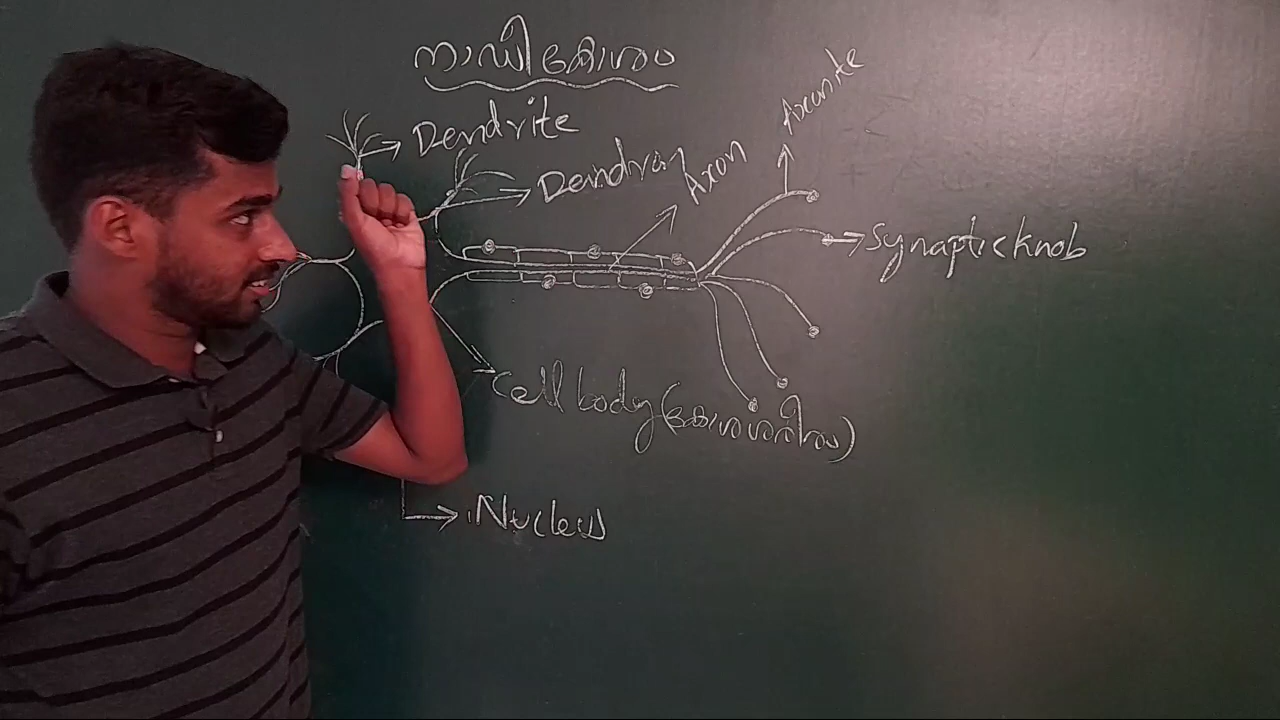 നാഡീകോശം
Dendrite
Dendron
Axon
Axonite
Synaptic knob
Cell body (കോശശരീരം)
Nucleus